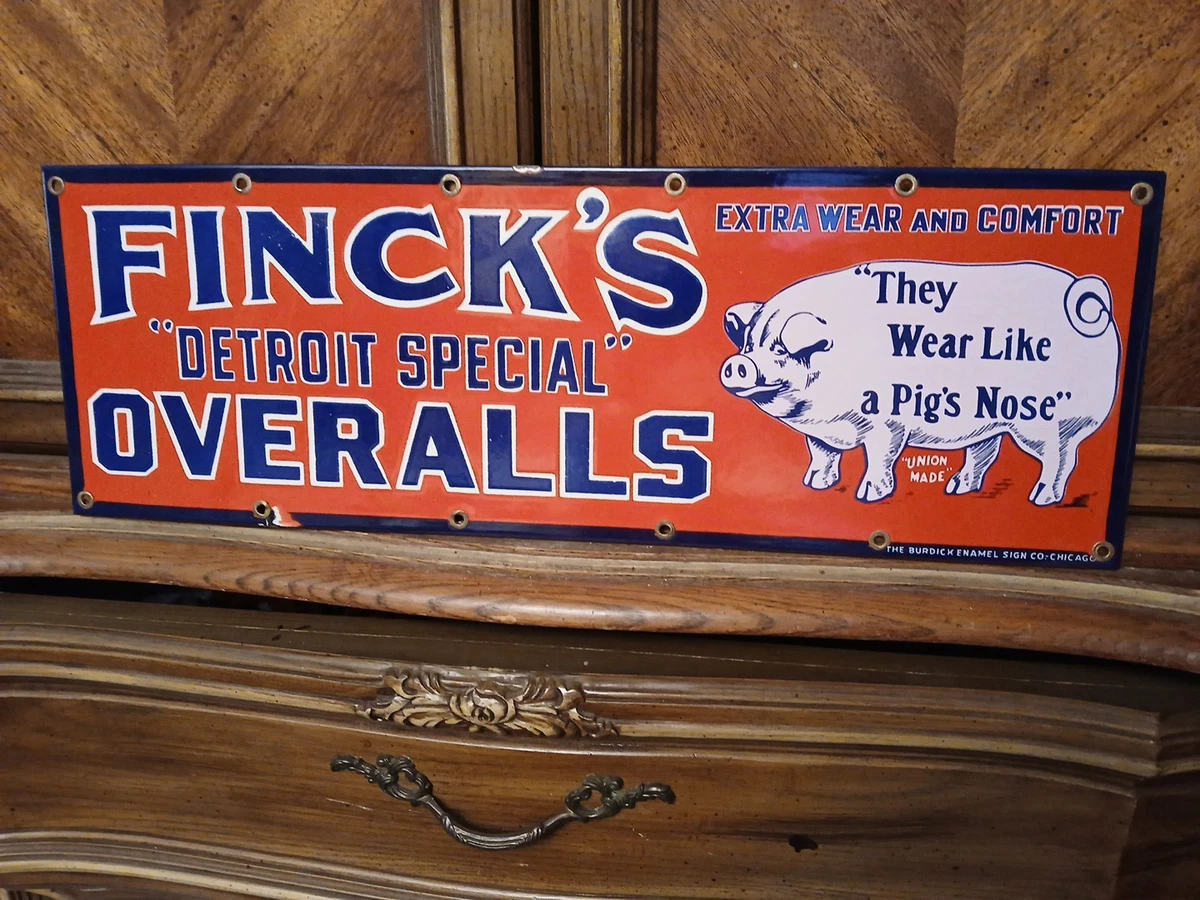 FINCK'S
"DETROIT SPECIAL"
OVERALLS
EXTRA WEAR AND COMFORT
"They
Wear Like
a Pig's Nose"
"UNION
MADE"
THE BURDICK ENAMEL SIGN CO.-CHICAGO